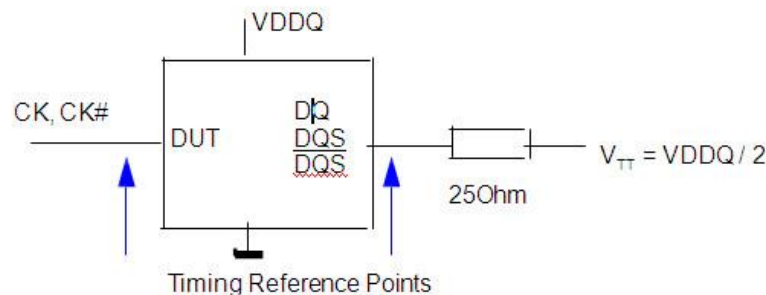 VDDQ
CK, CK#
DUT
DQ
DQS
DQS
25Ohm
VTT = VDDQ / 2
Timing Reference Points